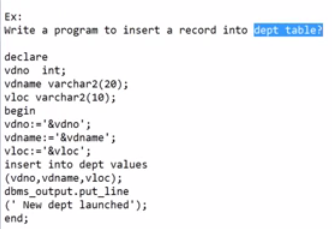 Ex:
Write a program to insert a record into dept table?
declare
vdno  int;
vdname varchar2(20);
vloc varchar2(10);
begin
vdno:='&vdno';
vdname:='&vdname';
vloc:='&vloc';
insert into dept values
(vdno,vdname,vloc);
dbms_output.put_line
(' New dept launched');
end;